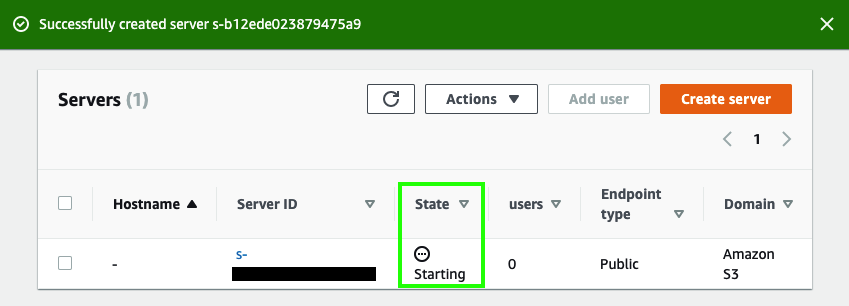 Successfully created server s-b12ede023879475a9
Servers (1)
Actions
Add user
Create server
1
Hostname
Server ID
State
users
Endpoint
type
Domain
-
s-
Starting
0
Public
Amazon
S3